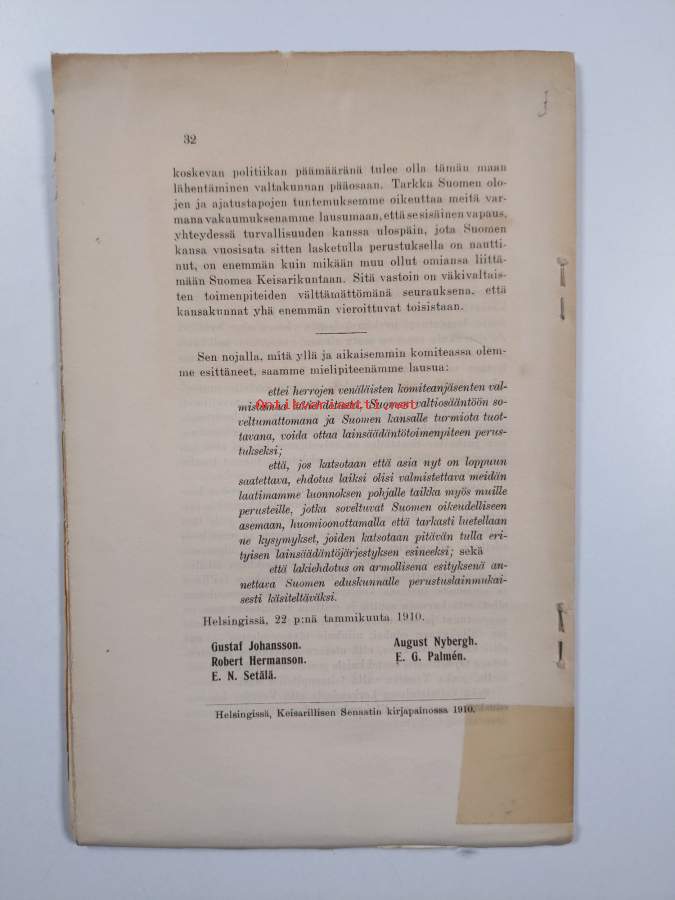 32
koskevan politiikan päämääränä tulee olla tämän maan
lähentäminen valtakunnan pääosaan. Tarkka Suomen olo-
jen ja ajatustapojen tuntemuksemme oikeuttaa meitä var-
mana vakaumuksenamme lausumaan, että se sisäinen vapaus,
yhteydessä turvallisuuden kanssa ulospäin, jota Suomen
kansa vuosisata sitten lasketulla perustuksella on nautti-
nut, on enemmän kuin mikään muu ollut omiansa liittä-
mään Suomea Keisarikuntaan. Sitä vastoin on väkivaltais-
ten toimenpiteiden välttämättömänä seurauksena, että
kansakunnat yhä enemmän vieroittuvat toisistaan.
Sen nojalla, mitä yllä ja aikaisemmin komiteassa olem-
me esittäneet, saamme mielipiteenämme lausua:
ettei herrojen venäläisten komiteanjäsenten val-
mistamaa lakiehdotusta, Suomen valtiosääntöön so-
veltumattomana ja Suomen kansalle turmiota tuot-
tavana, voida ottaa lainsäädäntötoimenpiteen perus-
tukseksi;
että, jos katsotaan että asia nyt on loppuun
saatettava, ehdotus laiksi olisi valmistettava meidän
laatimamme luonnoksen pohjalle taikka myös muille
perusteille, jotka soveltuvat Suomen oikeudelliseen
asemaan, huomioonottamalla että tarkasti luetellaan
ne kysymykset, joiden katsotaan pitävän tulla eri-
tyisen lainsäädäntöjärjestyksen esineeksi; sekä
että lakiehdotus on armollisena esityksenä an-
nettava Suomen eduskunnalle perustuslainmukai-
sesti käsiteltäväksi.
Helsingissä, 22 p:nä tammikuuta 1910.
Gustaf Johansson. August Nybergh.
Robert Hermanson. E. G. Palmén.
E. N. Setälä.
Helsingissä, Keisarillisen Senaatin kirjapainossa 1910.